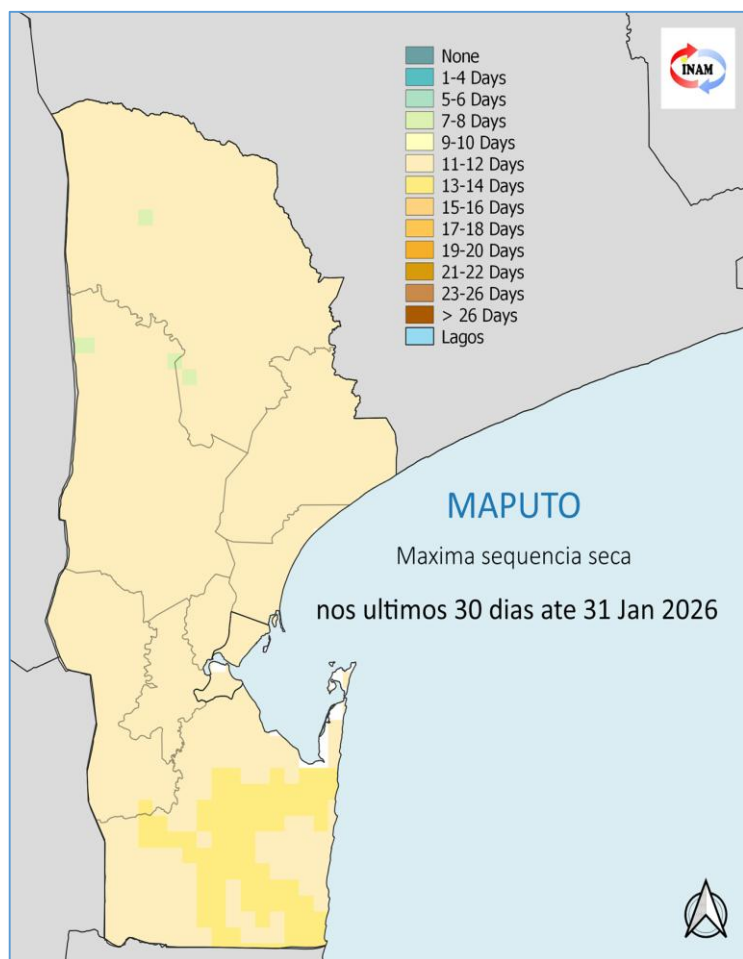 INAM
None
1-4 Days
5-6 Days
7-8 Days
9-10 Days
11-12 Days
13-14 Days
15-16 Days
17-18 Days
19-20 Days
21-22 Days
23-26 Days
> 26 Days
Lagos
MAPUTO
Maxima sequencia seca
nos ultimos 30 dias ate 31 Jan 2026